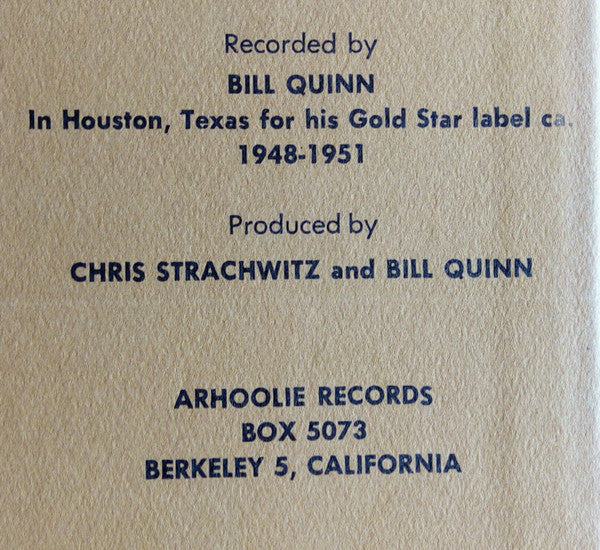 Recorded by
BILL QUINN
In Houston, Texas for his Gold Star label ca.
1948-1951
Produced by
CHRIS STRACHWITZ and BILL QUINN
ARHOOLIE RECORDS
BOX 5073
BERKELEY 5, CALIFORNIA